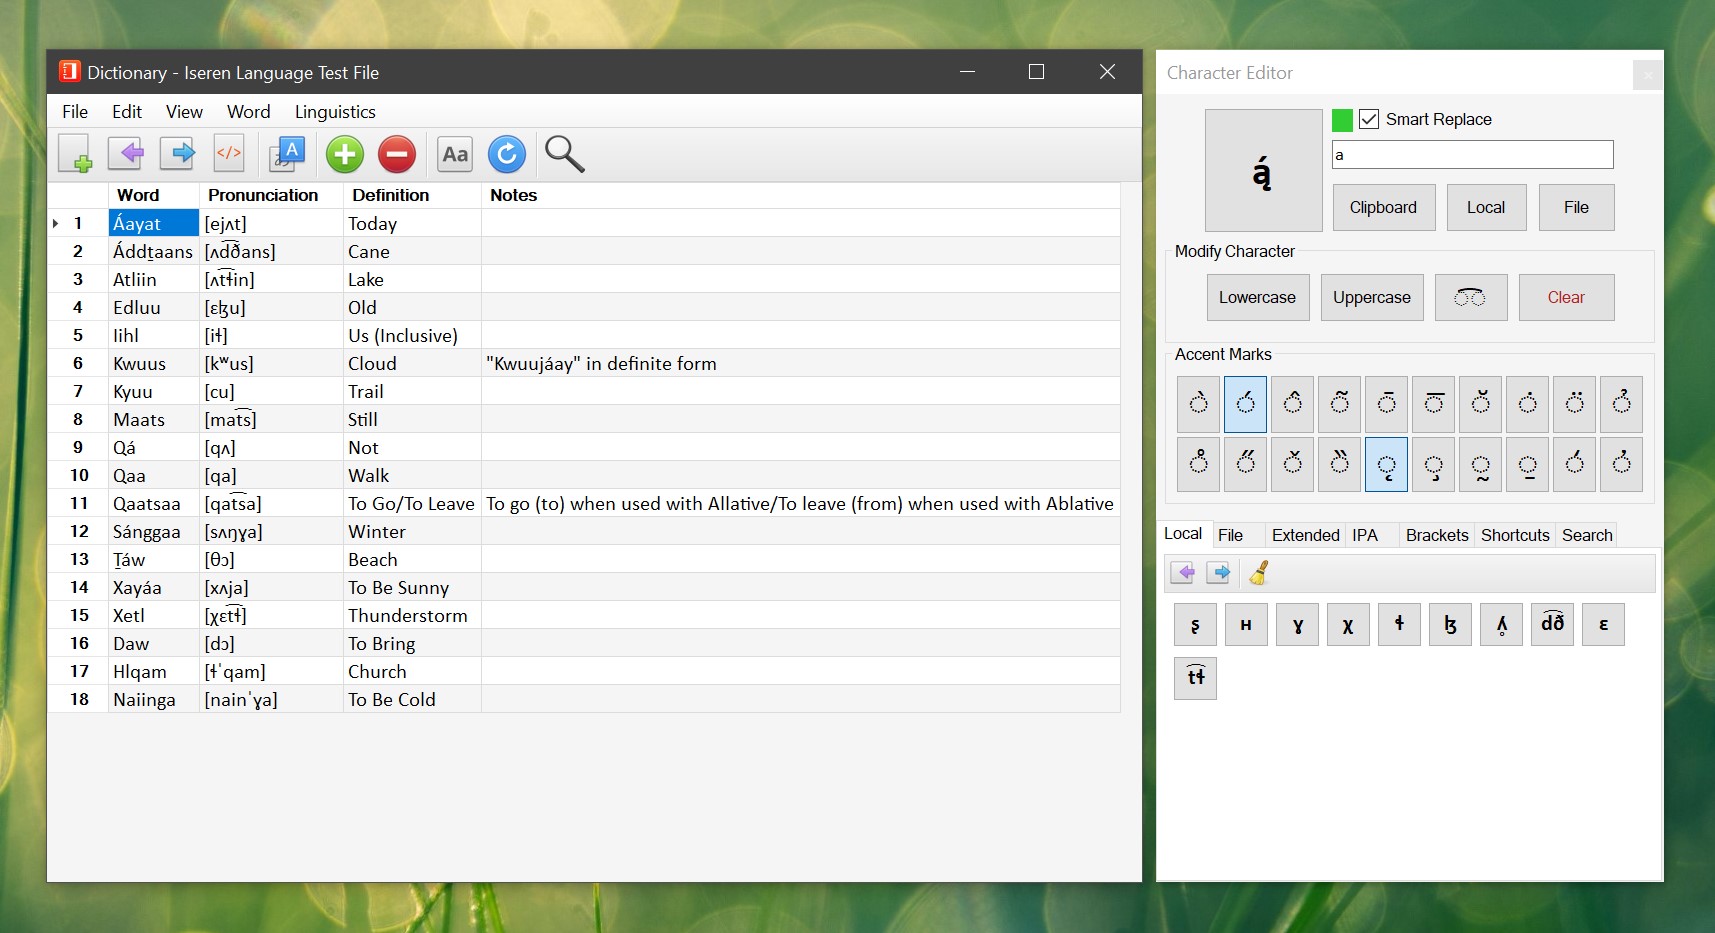 Dictionary - Iseren Language Test File
File Edit View Word Linguistics
</> あ A Aa
Word Pronunciation Definition Notes
1 Áayat [ejʌt] Today
2 Áddṯaans [ʌd͡ðans] Cane
3 Atliin [ʌt͡ɬin] Lake
4 Edluu [ɛɮu] Old
5 Iihl [iɬ] Us (Inclusive)
6 Kwuus [kʷus] Cloud "Kwuujáay" in definite form
7 Kyuu [cu] Trail
8 Maats [mat͡s] Still
9 Qá [qʌ] Not
10 Qaa [qa] Walk
11 Qaatsaa [qat͡sa] To Go/To Leave To go (to) when used with Allative/To leave (from) when used with Ablative
12 Sánggaa [sʌŋɣa] Winter
13 Ṯáw [θɔ] Beach
14 Xayáa [xʌja] To Be Sunny
15 Xetl [χɛt͡ɬ] Thunderstorm
16 Daw [dɔ] To Bring
17 Hlqam [ɬˈqam] Church
18 Naiinga [nainˈɣa] To Be Cold
Character Editor
ą́
Smart Replace
a
Clipboard Local File
Modify Character
Lowercase Uppercase ◌͡◌ Clear
Accent Marks
◌̀ ◌́ ◌̂ ◌̃ ◌̄ ◌̅ ◌̆ ◌̇ ◌̈ ◌̉
◌̊ ◌̋ ◌̌ ◌̏ ◌̨ ◌̧ ◌̰ ◌̱ ◌́ ◌̓
Local File Extended IPA Brackets Shortcuts Search
ʂ ʜ ɣ χ ɬ ɮ ʎ̥ d͡ð ɛ
t͡ɬ